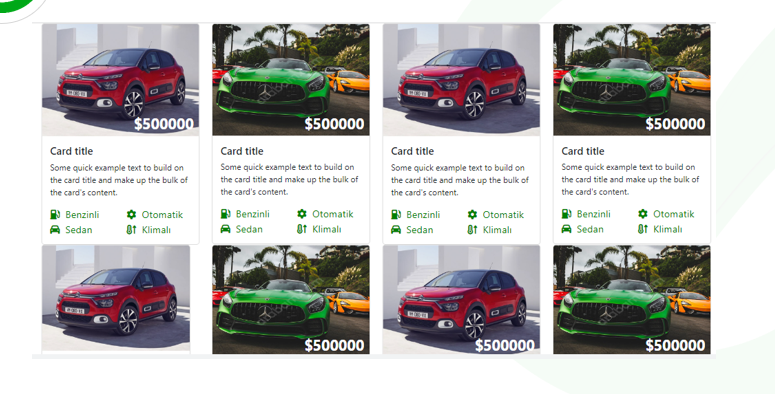 $500000
$500000
$500000
$500000
Card title
Some quick example text to build on
the card title and make up the bulk of
the card's content.
Benzinli
Otomatik
Sedan
Klimalı
Card title
Some quick example text to build on
the card title and make up the bulk of
the card's content.
Benzinli
Otomatik
Sedan
Klimalı
Card title
Some quick example text to build on
the card title and make up the bulk of
the card's content.
Benzinli
Otomatik
Sedan
Klimalı
Card title
Some quick example text to build on
the card title and make up the bulk of
the card's content.
Benzinli
Otomatik
Sedan
Klimalı
$500000
$500000
$500000